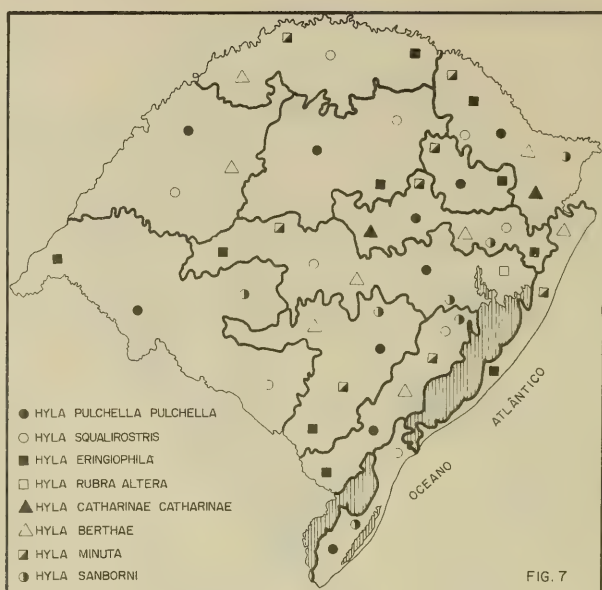 HYLA PULCHELLA PULCHELLA
HYLA SQUALIROSTRIS
HYLA ERINGIOPHILA
HYLA RUBRA ALTERA
HYLA CATHARINAE CATHARINAE
HYLA BERTHAE
HYLA MINUTA
HYLA SANBORNI
OCEANO
ATLÂNTICO
FIG. 7